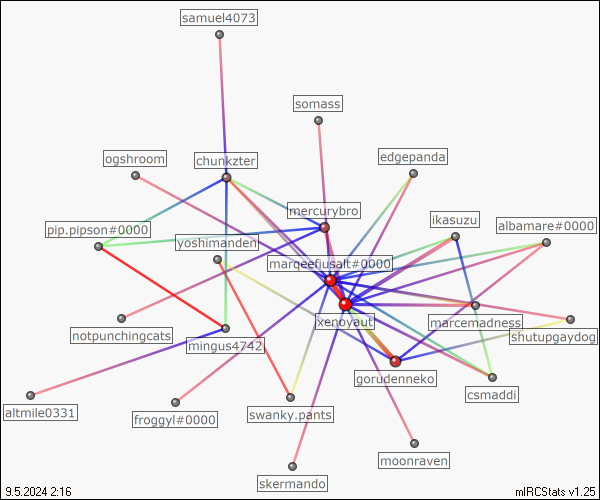 samuel4073
somass
ogshroom
chunkzter
edgepanda
mercurybro
ikasuzu
albamare#0000
pip.pipson#0000
yoshimanden
marqeefiusalt#0000
xenoyaut
marcemadness
notpunchingcats
mingus4742
shutupgaydog
gorudenneko
csmaddi
altmile0331
froggyl#0000
swanky.pants
moonraven
skermando
9.5.2024 2:16
mIRCStats v1.25